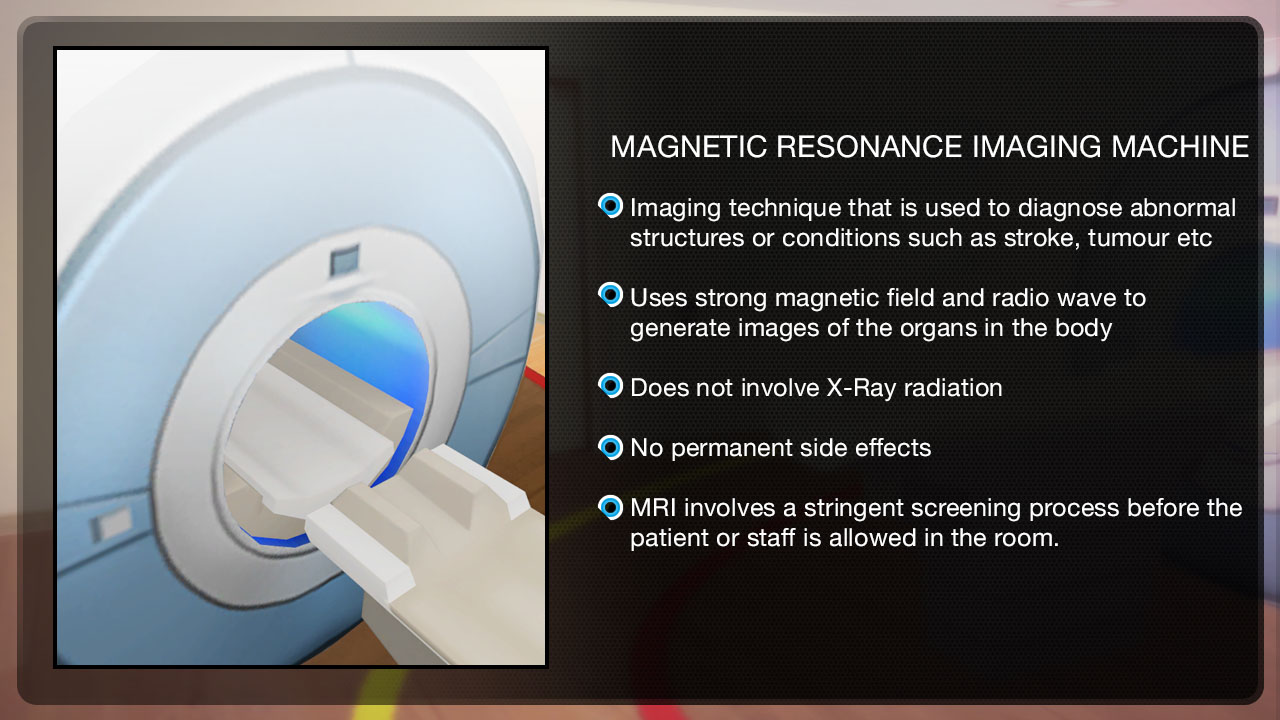 MAGNETIC RESONANCE IMAGING MACHINE
Imaging technique that is used to diagnose abnormal
structures or conditions such as stroke, tumour etc
Uses strong magnetic field and radio wave to
generate images of the organs in the body
Does not involve X-Ray radiation
No permanent side effects
MRI involves a stringent screening process before the
patient or staff is allowed in the room.